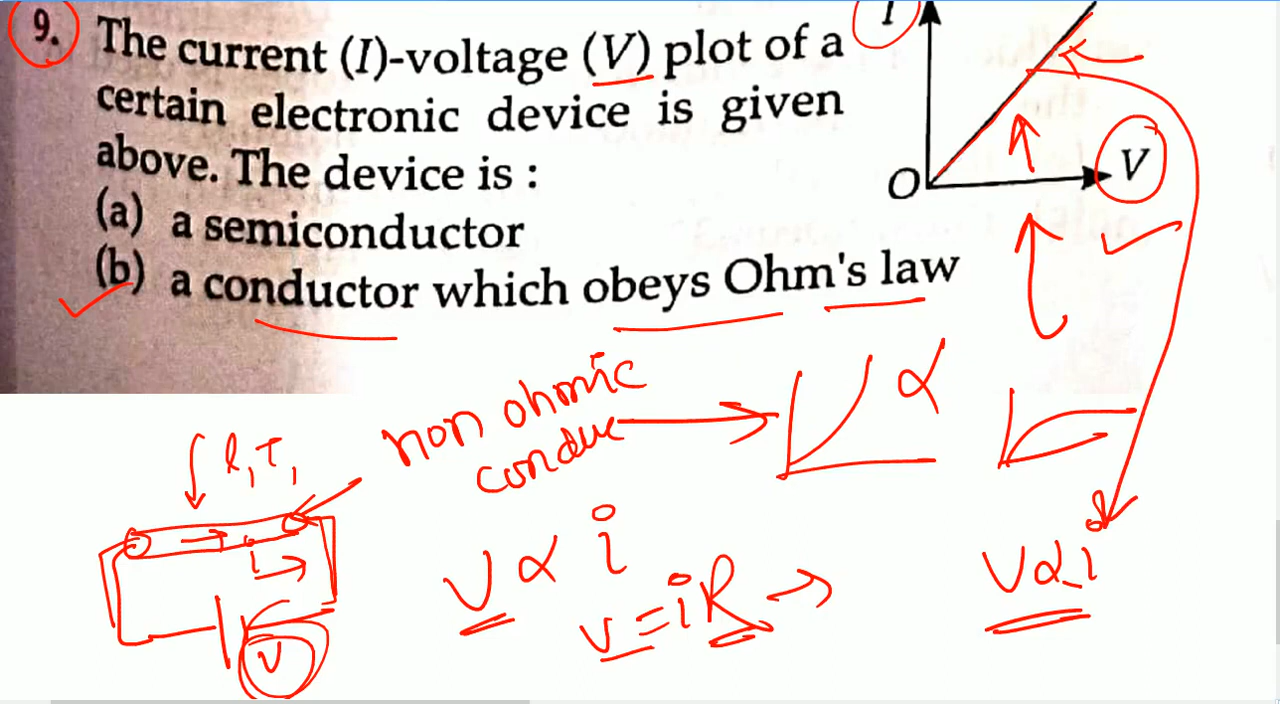 9. The current (I)-voltage (V) plot of a
certain electronic device is given
above. The device is :
(a) a semiconductor
(b) a conductor which obeys Ohm's law
I
O
V
non ohmic
α
R, T,
i
V
V α i
V = iR
V α i